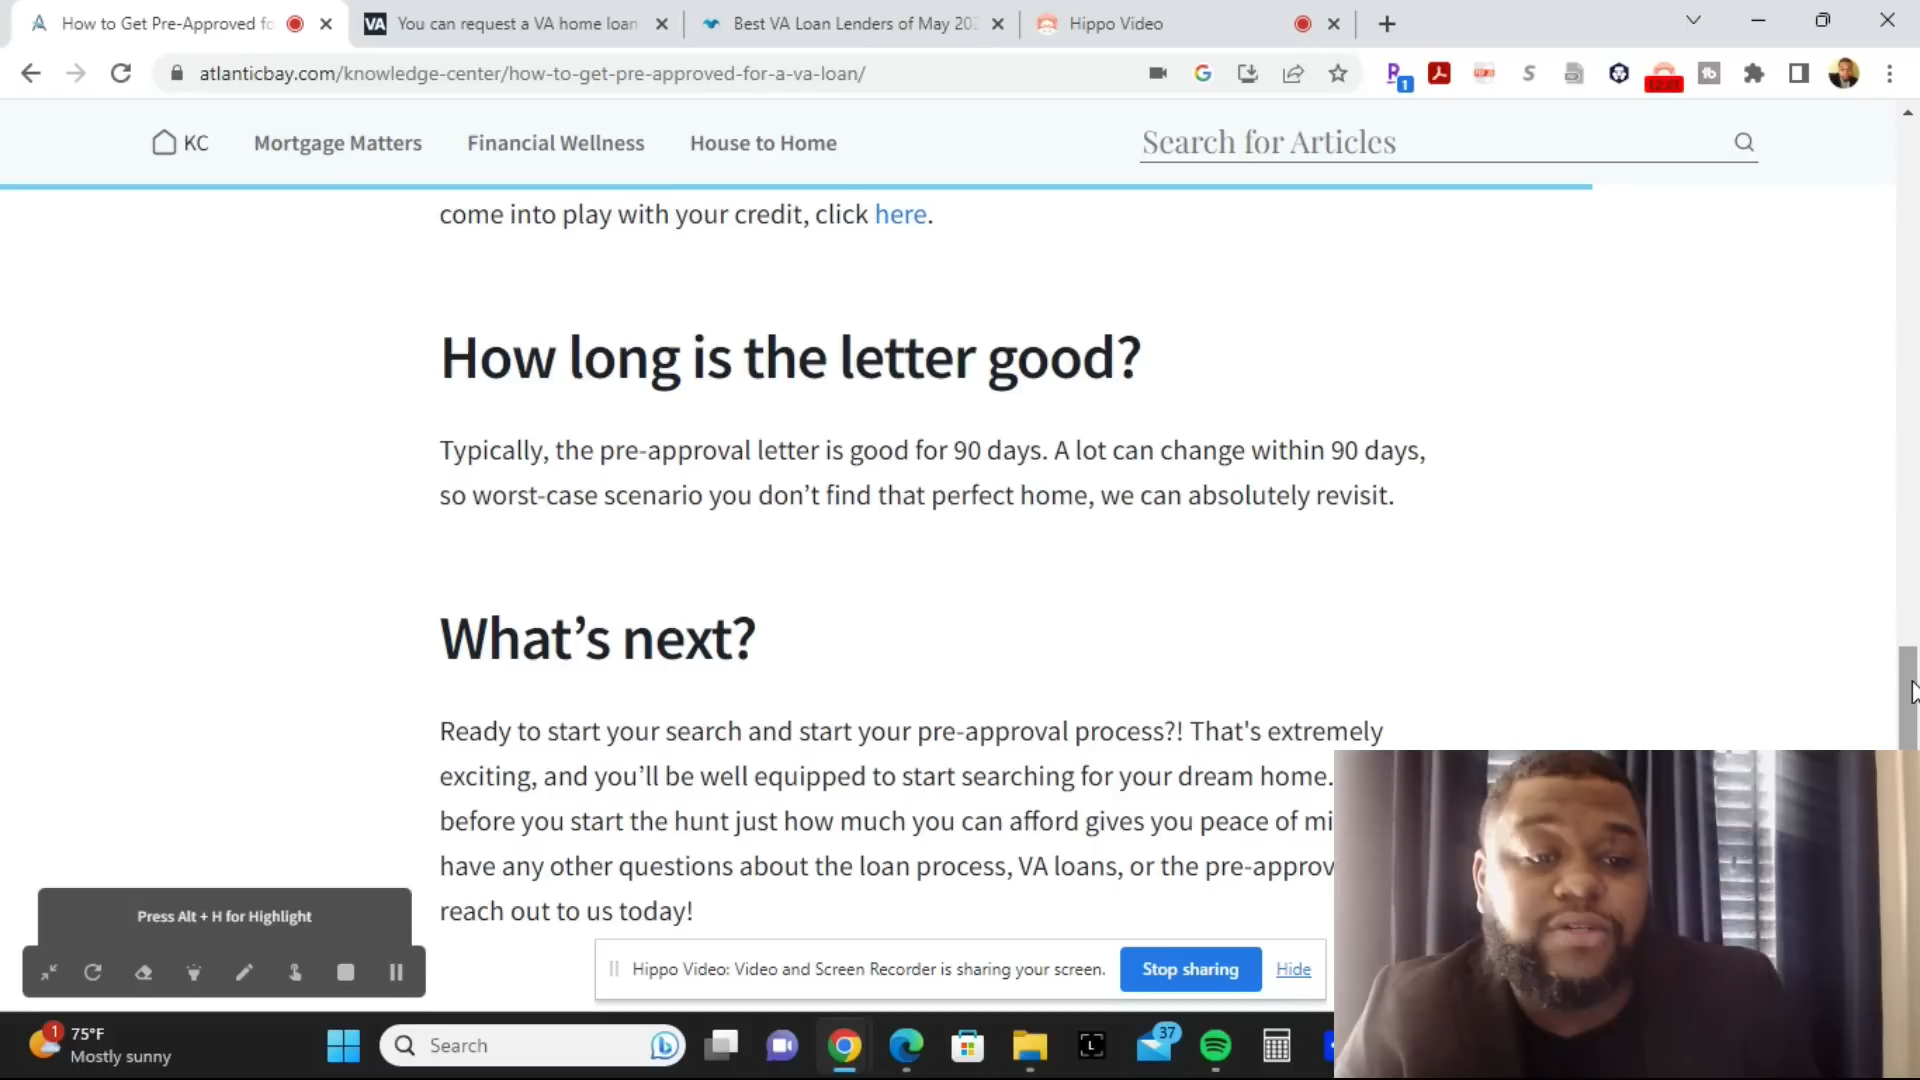 How to Get Pre-Approved fo
You can request a VA home loan
Best VA Loan Lenders of May 202
Hippo Video
atlanticbay.com/knowledge-center/how-to-get-pre-approved-for-a-va-loan/
KC
Mortgage Matters
Financial Wellness
House to Home
Search for Articles
come into play with your credit, click here.
How long is the letter good?
Typically, the pre-approval letter is good for 90 days. A lot can change within 90 days,
so worst-case scenario you don’t find that perfect home, we can absolutely revisit.
What’s next?
Ready to start your search and start your pre-approval process?! That's extremely
exciting, and you’ll be well equipped to start searching for your dream home.
before you start the hunt just how much you can afford gives you peace of mi
have any other questions about the loan process, VA loans, or the pre-approv
reach out to us today!
Press Alt + H for Highlight
Hippo Video: Video and Screen Recorder is sharing your screen.
Stop sharing
Hide
1
75°F
Mostly sunny
Search
37